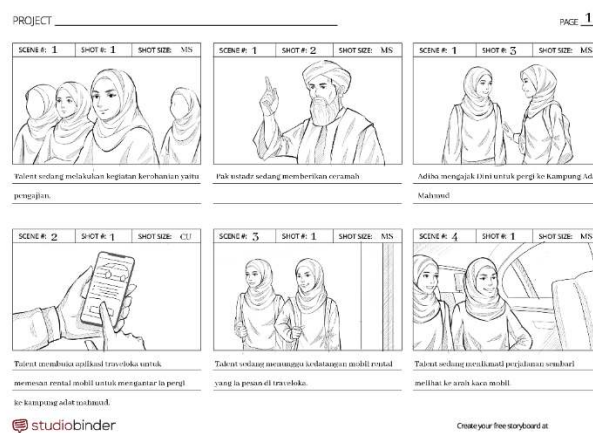 PROJECT
PAGE 1
SCENE #: 1 SHOT #: 1 SHOT SIZE: MS
SCENE #: 1 SHOT #: 2 SHOT SIZE: MS
SCENE #: 1 SHOT #: 3 SHOT SIZE: MS
Talent sedang melakukan kegiatan kerohanian yaitu
pengajian.
Pak ustadz sedang memberikan ceramah
Adiba mengajak Dini untuk pergi ke Kampung Ada
Mahmud
SCENE #: 2 SHOT #: 1 SHOT SIZE: CU
SCENE #: 3 SHOT #: 1 SHOT SIZE: MS
SCENE #: 4 SHOT #: 1 SHOT SIZE: MS
Talent membuka aplikasi traveloka untuk
memesan rental mobil untuk mengantar ia pergi
ke kampung adat mahmud.
Talent sedang menunggu kedatangan mobil rental
yang ia pesan di traveloka.
Talent sedang menikmati perjalanan sembari
melihat ke arah kaca mobil
studiobinder
Create your free storyboard at